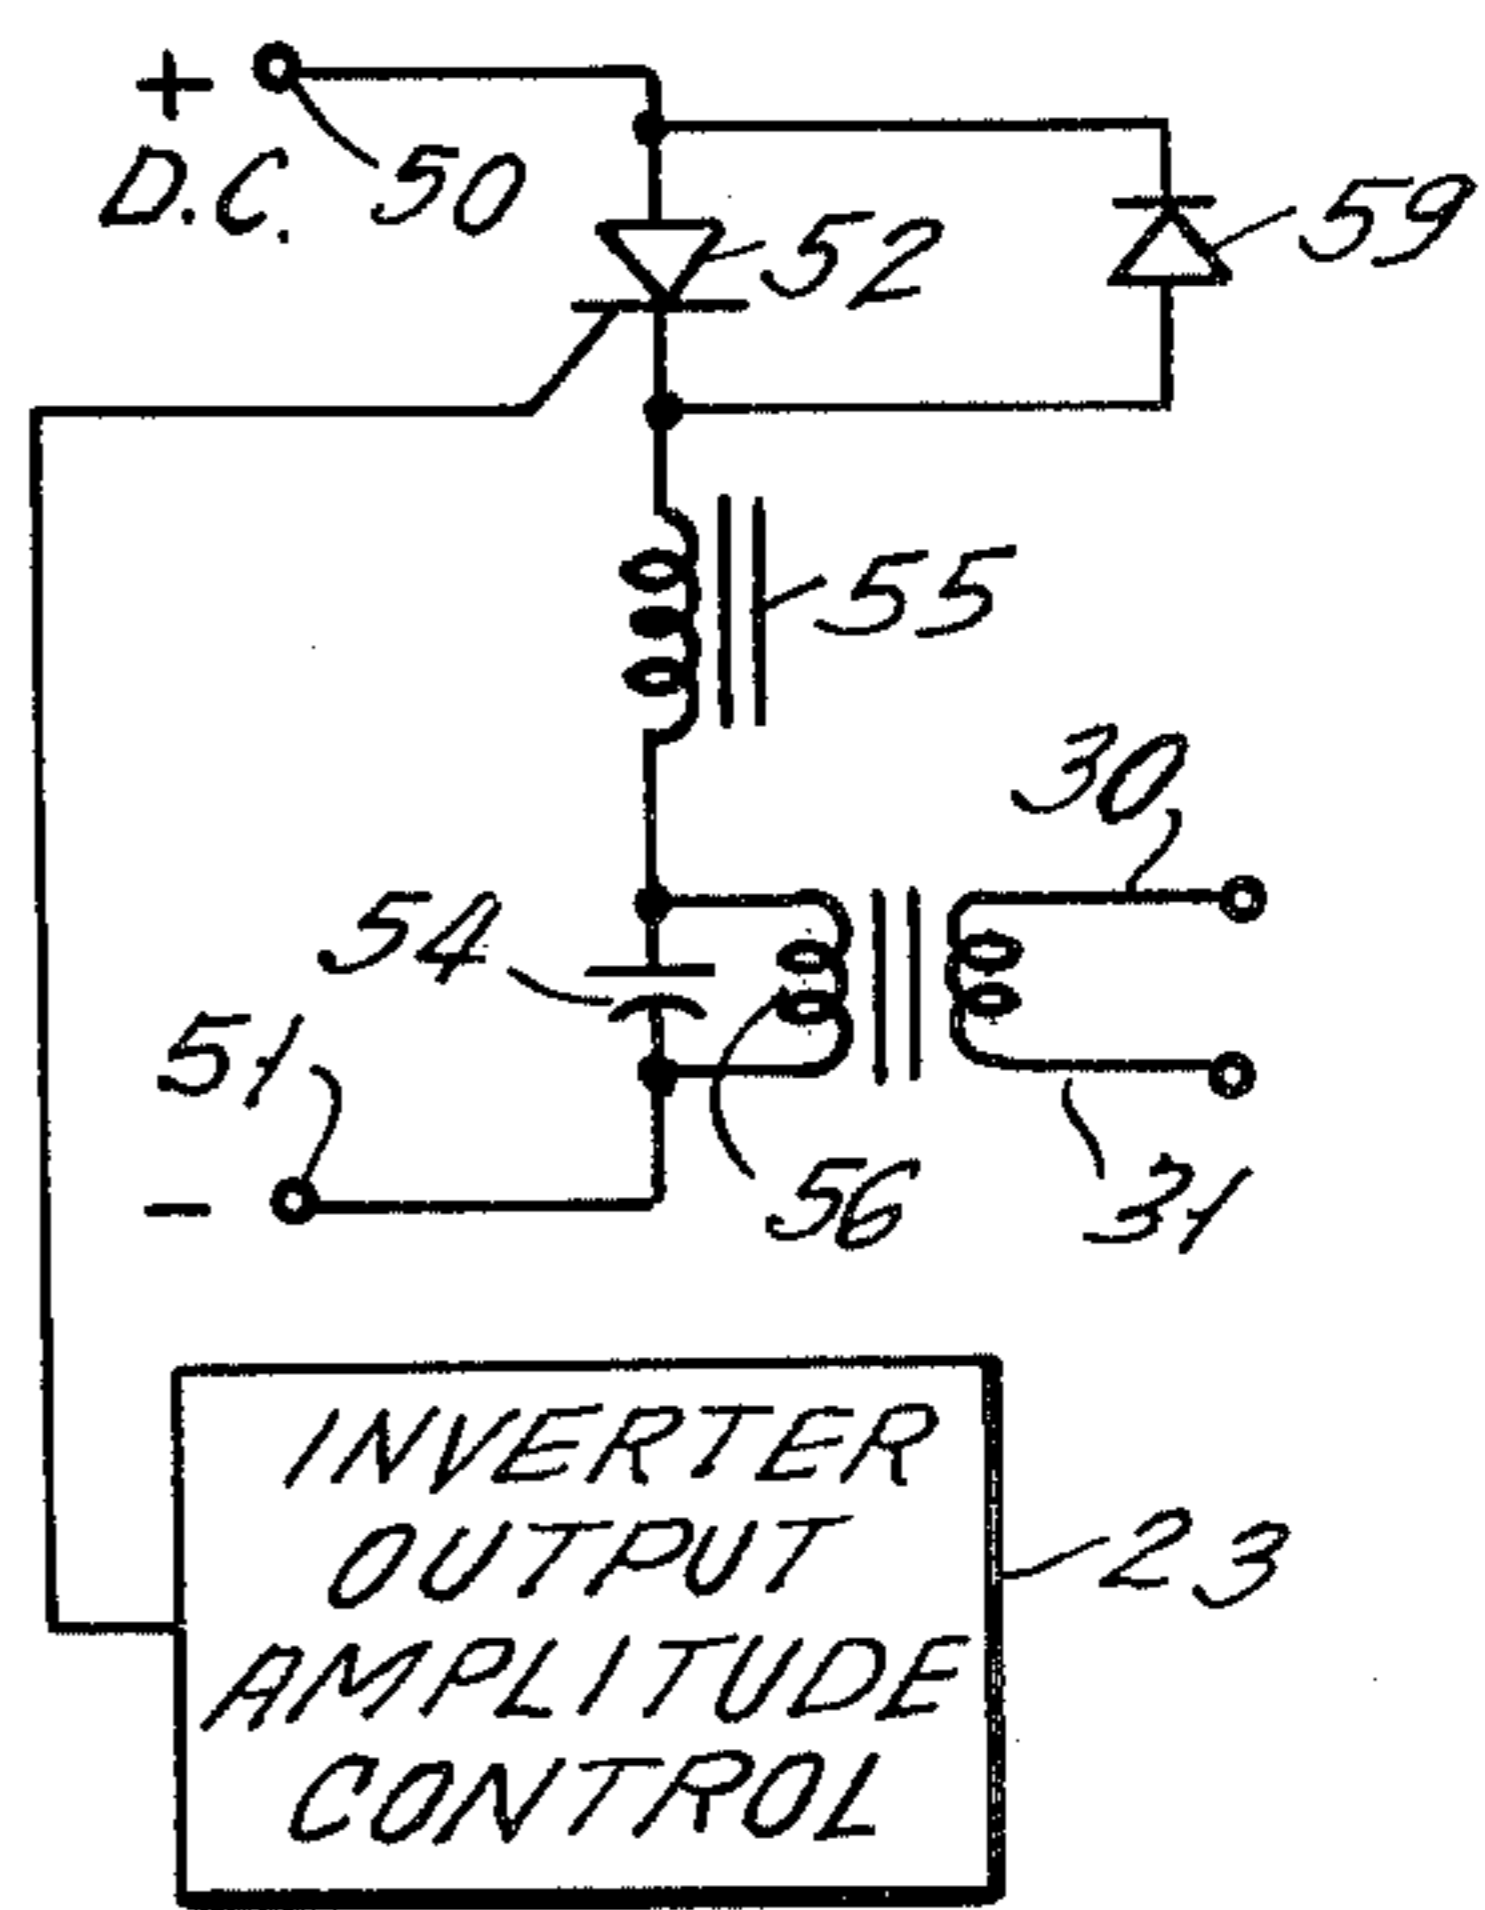 +
D.C.
50
52
59
55
30
54
51
56
31
-
INVERTER
OUTPUT
AMPLITUDE
CONTROL
23